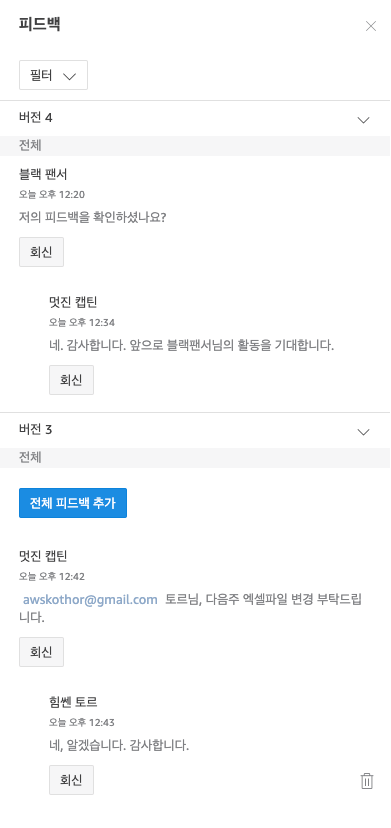 피드백
필터
버전 4
전체
블랙 팬서
오늘 오후 12:20
저의 피드백을 확인하셨나요?
회신
멋진 캡틴
오늘 오후 12:34
네. 감사합니다. 앞으로 블랙팬서님의 활동을 기대합니다.
회신
버전 3
전체
전체 피드백 추가
멋진 캡틴
오늘 오후 12:42
awskothor@gmail.com 토르님, 다음주 엑셀파일 변경 부탁드립
니다.
회신
힘쎈 토르
오늘 오후 12:43
네, 알겠습니다. 감사합니다.
회신